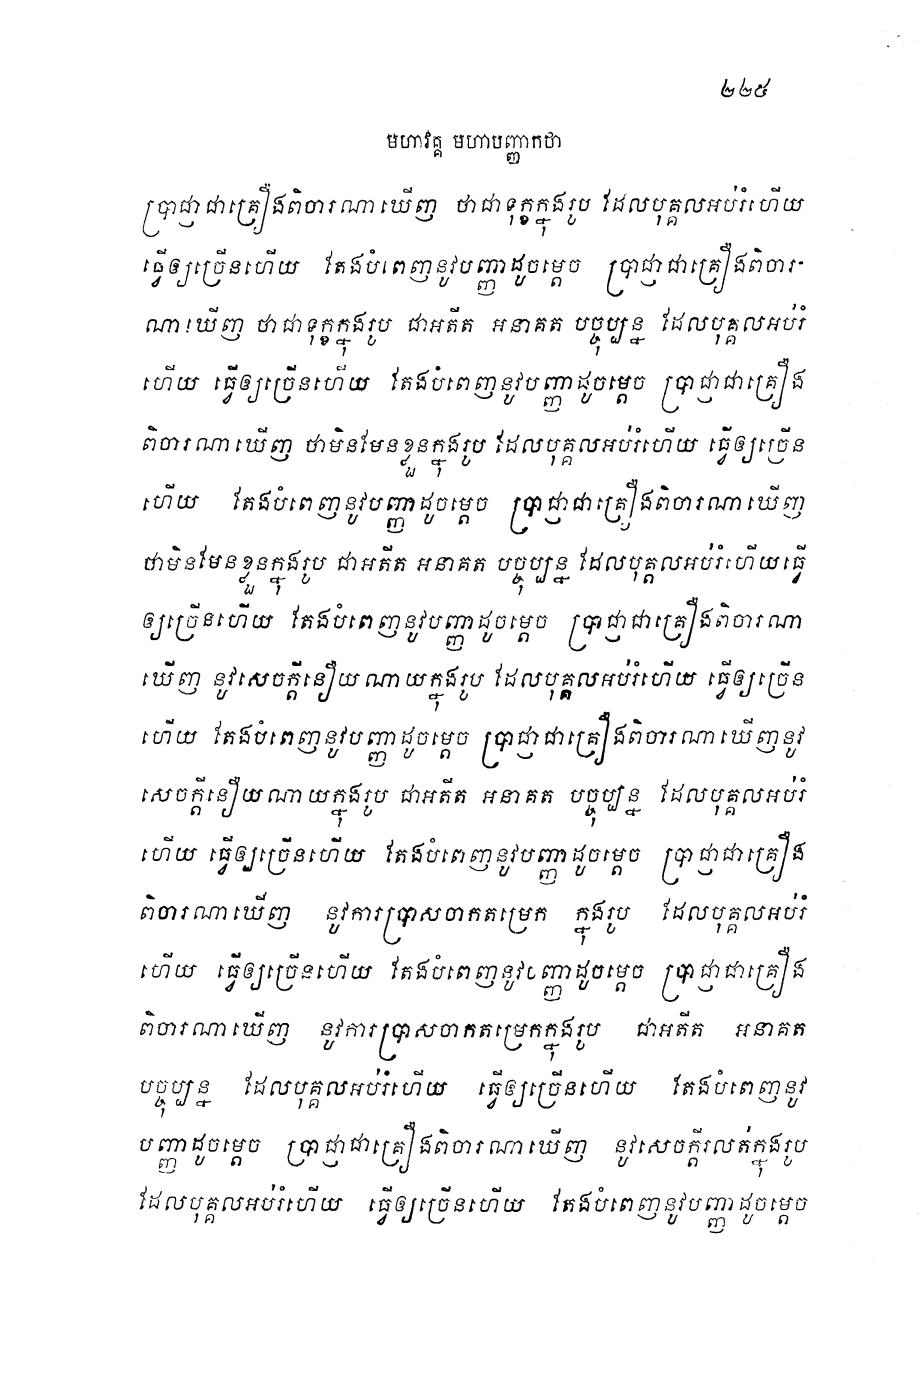 ២២៥
មហាវគ្គ មហាបញ្ញាកថា
ប្រាជ្ញាជាគ្រឿងពិចារណាឃើញ ថាជាទុក្ខក្នុងរូប ដែលបុគ្គលអប់រំហើយ
ធ្វើឲ្យច្រើនហើយ តែងបំពេញនូវបញ្ញាដូចម្តេច ប្រាជ្ញាជាគ្រឿងពិចារ-
ណាឃើញ ថាជាទុក្ខក្នុងរូប ជាអតីត អនាគត បច្ចុប្បន្ន ដែលបុគ្គលអប់រំ
ហើយ ធ្វើឲ្យច្រើនហើយ តែងបំពេញនូវបញ្ញាដូចម្តេច ប្រាជ្ញាជាគ្រឿង
ពិចារណាឃើញ ថាមិនមែនខ្លួនក្នុងរូប ដែលបុគ្គលអប់រំហើយ ធ្វើឲ្យច្រើន
ហើយ តែងបំពេញនូវបញ្ញាដូចម្តេច ប្រាជ្ញាជាគ្រឿងពិចារណាឃើញ
ថាមិនមែនខ្លួនក្នុងរូប ជាអតីត អនាគត បច្ចុប្បន្ន ដែលបុគ្គលអប់រំហើយធ្វើ
ឲ្យច្រើនហើយ តែងបំពេញនូវបញ្ញាដូចម្តេច ប្រាជ្ញាជាគ្រឿងពិចារណា
ឃើញ នូវសេចក្តីនឿយណាយក្នុងរូប ដែលបុគ្គលអប់រំហើយ ធ្វើឲ្យច្រើន
ហើយ តែងបំពេញនូវបញ្ញាដូចម្តេច ប្រាជ្ញាជាគ្រឿងពិចារណាឃើញនូវ
សេចក្តីនឿយណាយក្នុងរូប ជាអតីត អនាគត បច្ចុប្បន្ន ដែលបុគ្គលអប់រំ
ហើយ ធ្វើឲ្យច្រើនហើយ តែងបំពេញនូវបញ្ញាដូចម្តេច ប្រាជ្ញាជាគ្រឿង
ពិចារណាឃើញ នូវការប្រាសចាកតម្រេក ក្នុងរូប ដែលបុគ្គលអប់រំ
ហើយ ធ្វើឲ្យច្រើនហើយ តែងបំពេញនូវបញ្ញាដូចម្តេច ប្រាជ្ញាជាគ្រឿង
ពិចារណាឃើញ នូវការប្រាសចាកតម្រេកក្នុងរូប ជាអតីត អនាគត
បច្ចុប្បន្ន ដែលបុគ្គលអប់រំហើយ ធ្វើឲ្យច្រើនហើយ តែងបំពេញនូវ
បញ្ញាដូចម្តេច ប្រាជ្ញាជាគ្រឿងពិចារណាឃើញ នូវសេចក្តីរលត់ក្នុងរូប
ដែលបុគ្គលអប់រំហើយ ធ្វើឲ្យច្រើនហើយ តែងបំពេញនូវបញ្ញាដូចម្តេច